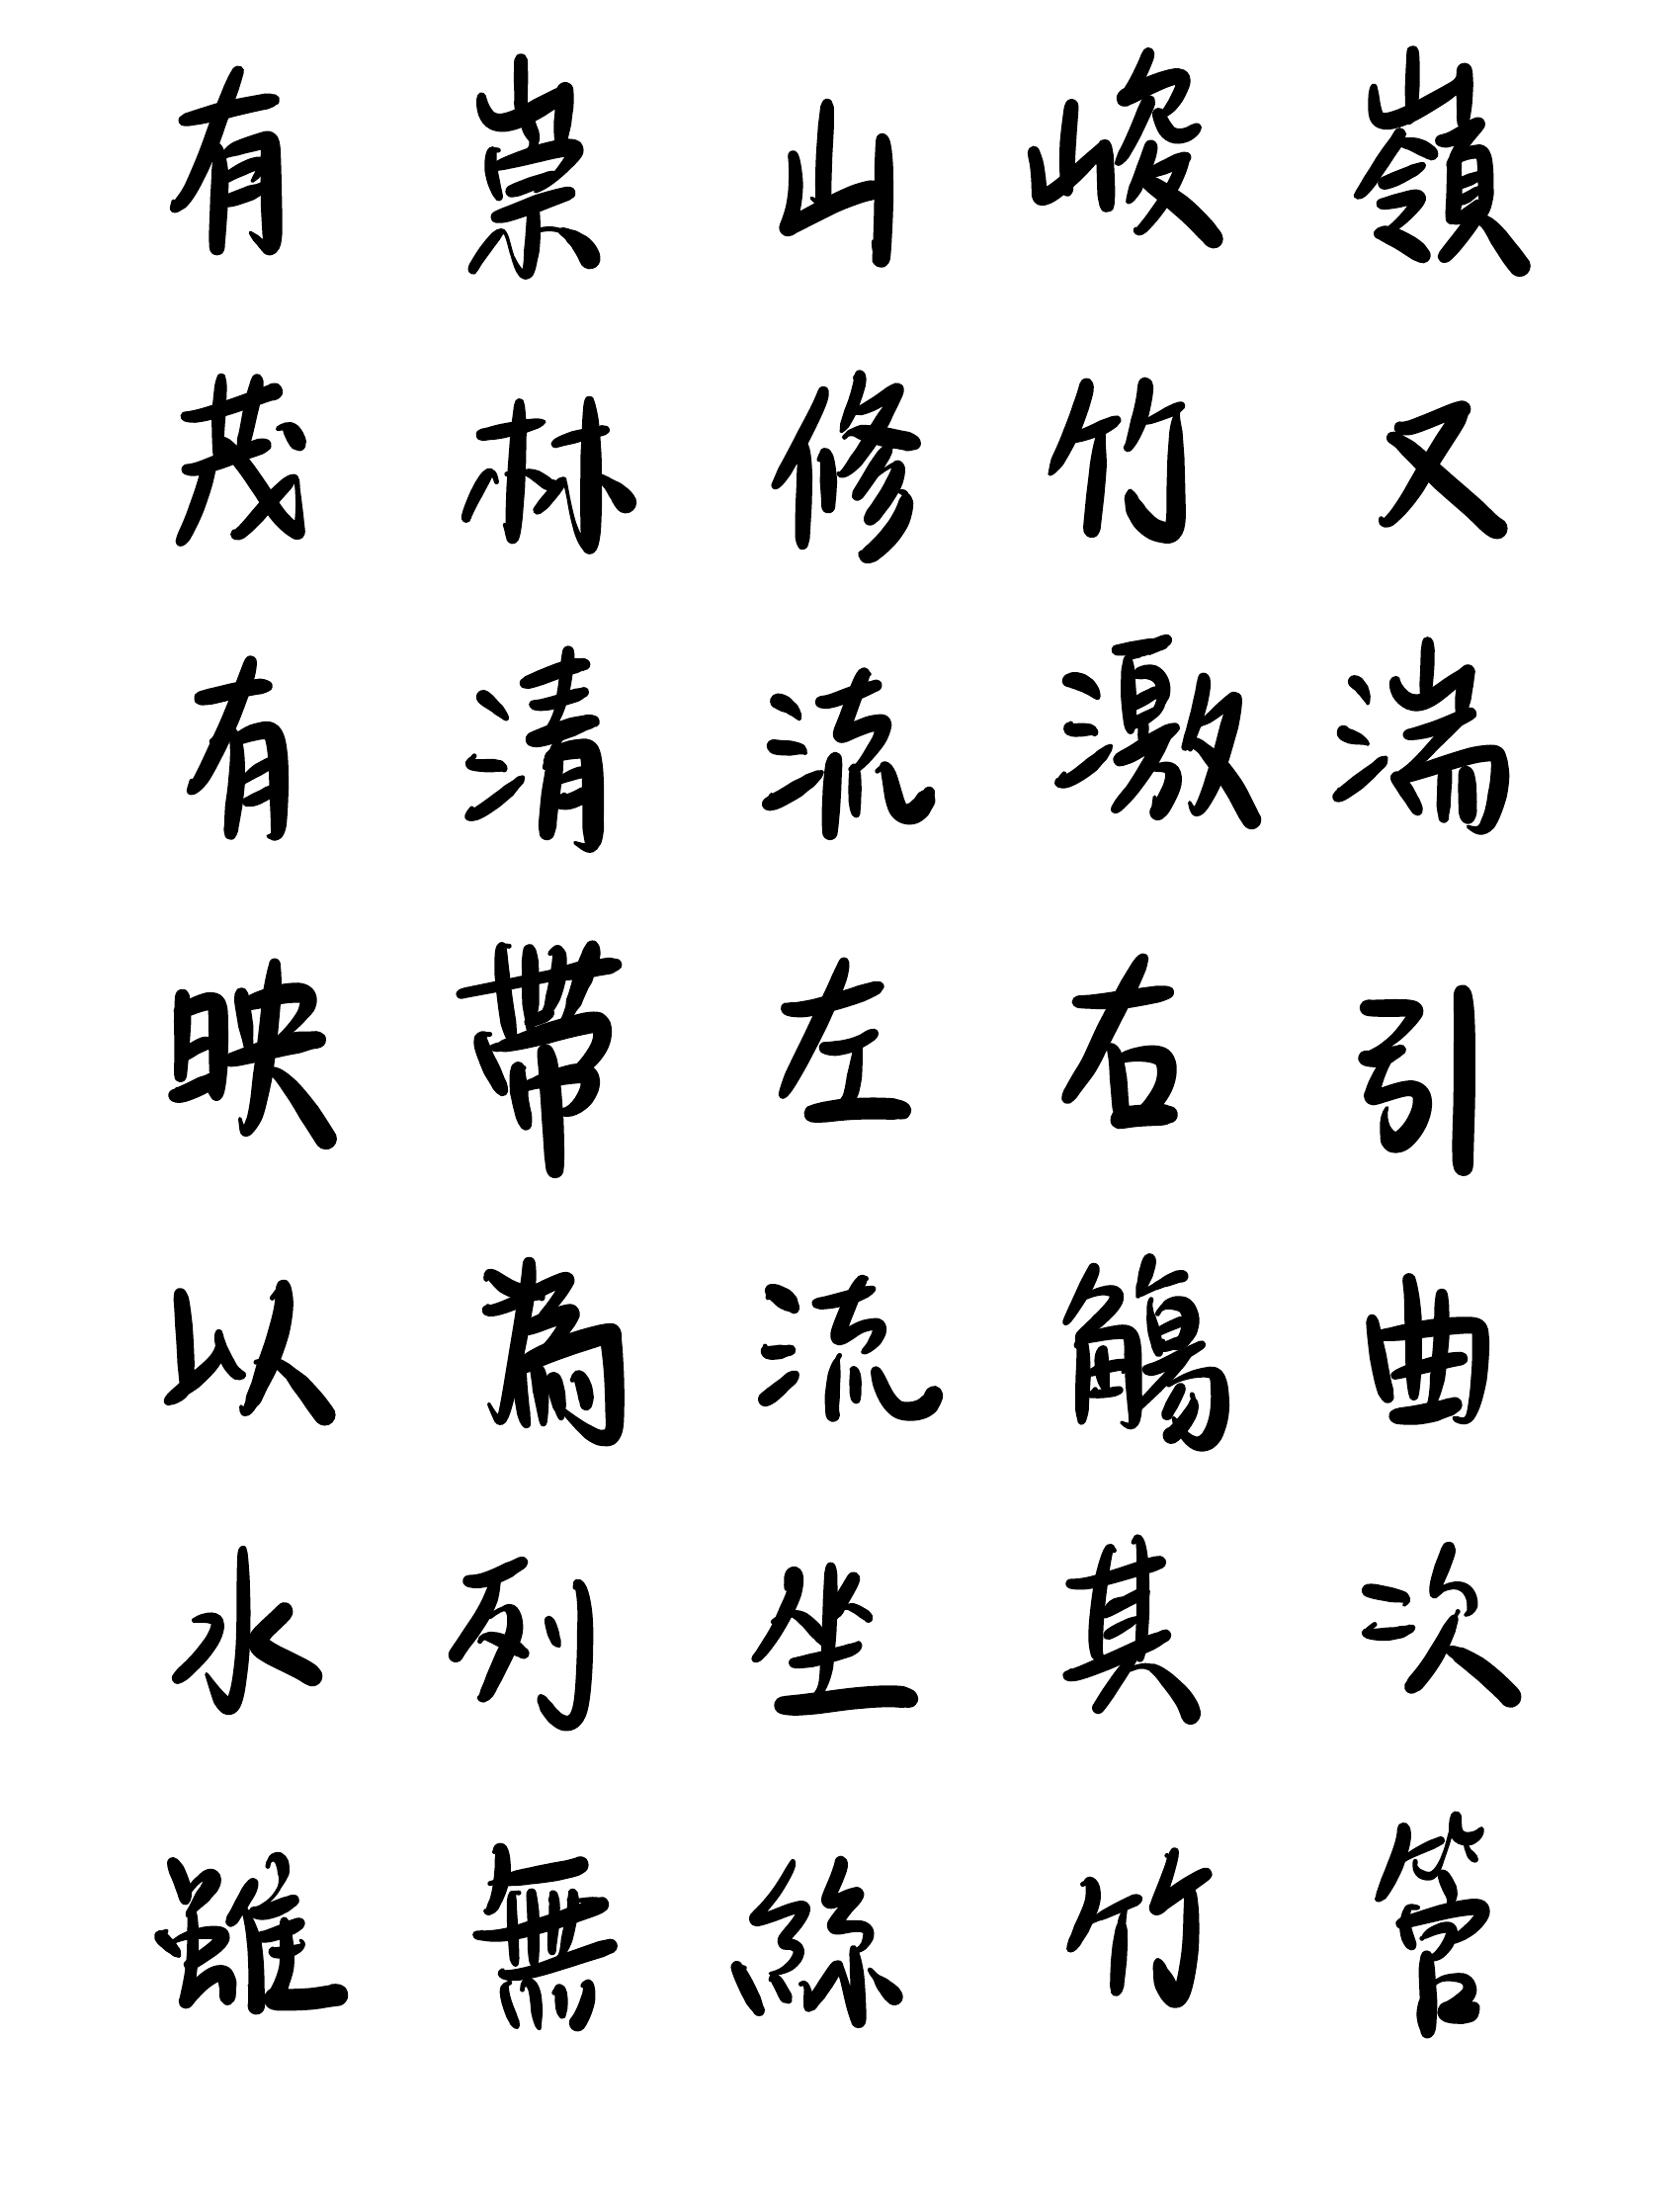 有崇山峻嶺
茂林修竹又
有清流激湍
映帶左右引
以為流觴曲
水列坐其次
雖無絲竹管